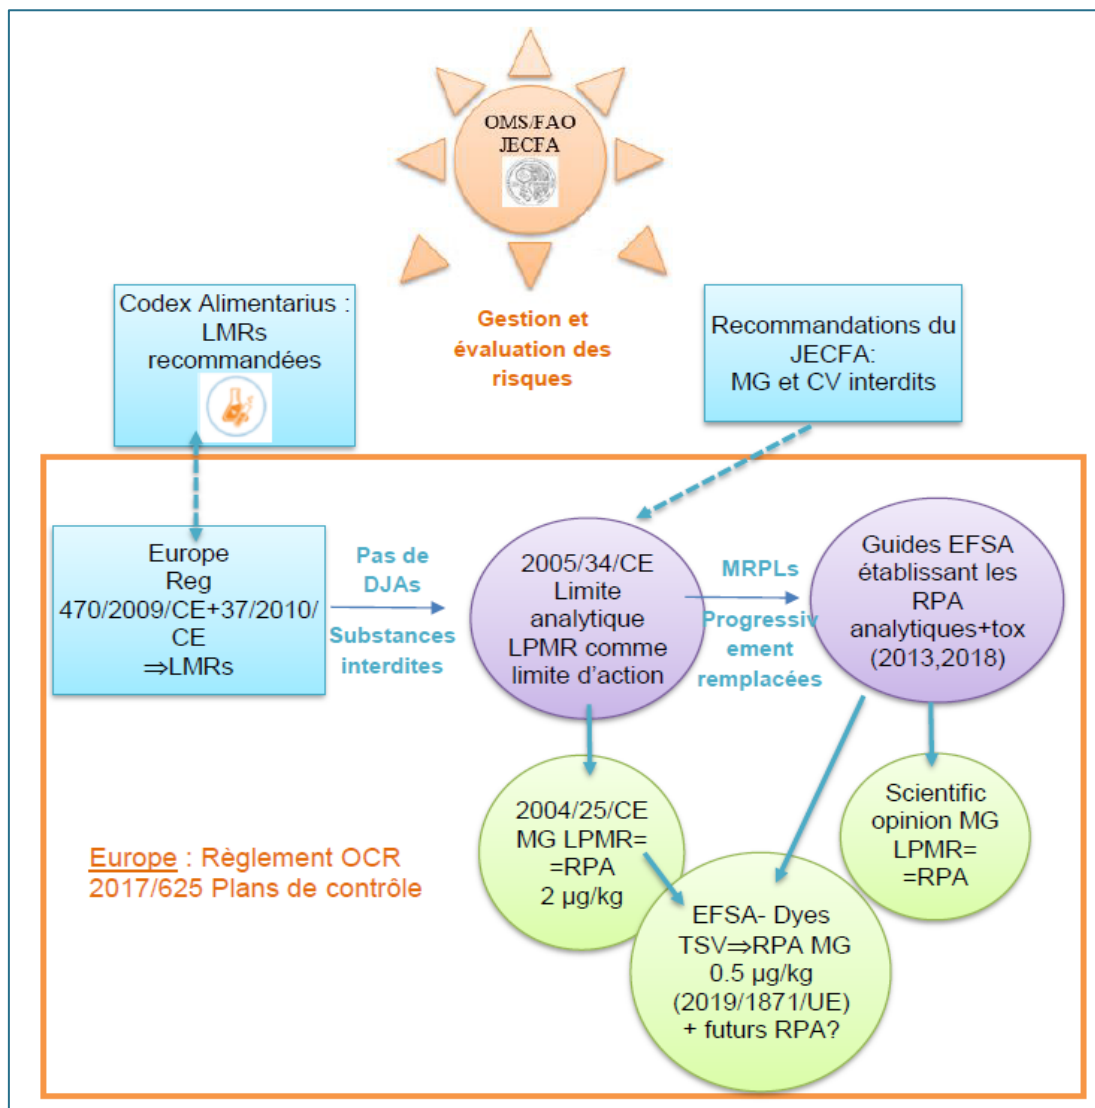 OMS/FAO
JECFA
Codex Alimentarius :
LMRs
recommandées
Gestion et
évaluation des
risques
Recommandations du
JECFA:
MG et CV interdits
Europe
Reg
470/2009/CE+37/2010/
CE
⇒LMRs
Pas de
DJAs
Substances
interdites
2005/34/CE
Limite
analytique
LPMR comme
limite d’action
MRPLs
Progressiv
ement
remplacées
Guides EFSA
établissant les
RPA
analytiques+tox
(2013,2018)
2004/25/CE
MG LPMR=
=RPA
2 µg/kg
Scientific
opinion MG
LPMR=
=RPA
Europe : Règlement OCR
2017/625 Plans de contrôle
EFSA- Dyes
TSV⇒RPA MG
0.5 µg/kg
(2019/1871/UE)
+ futurs RPA?